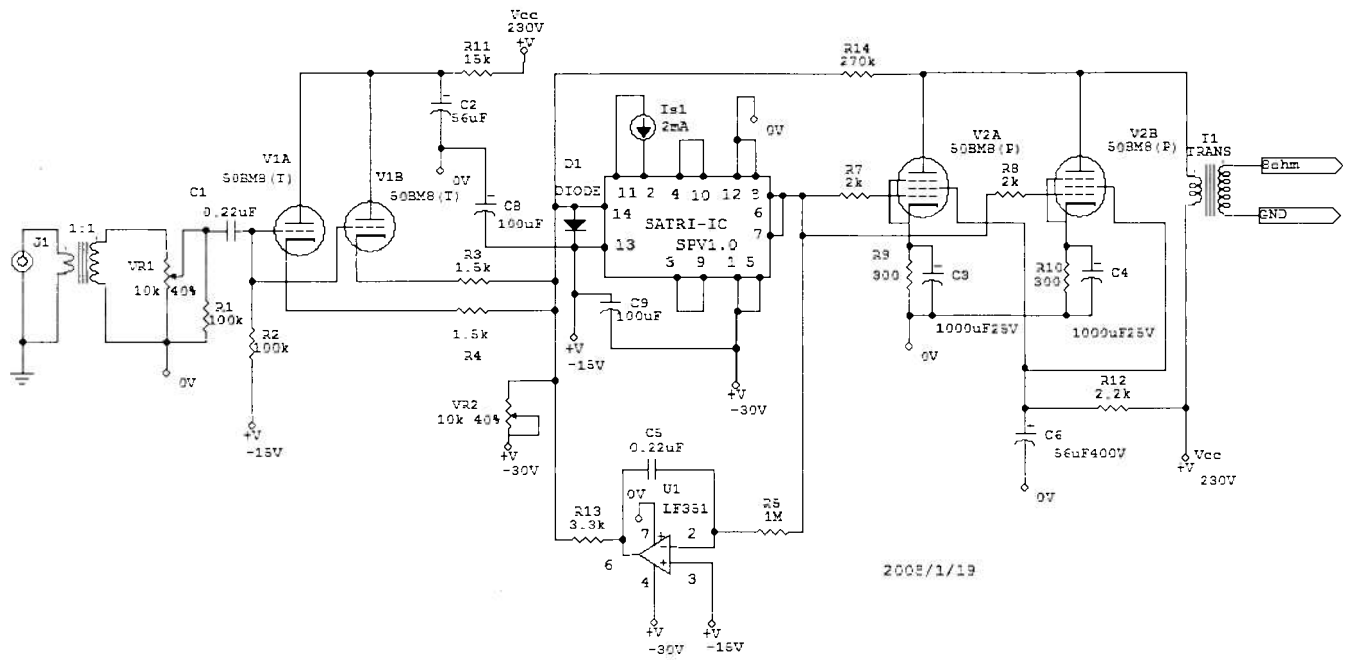 Vcc
230V
+V
R11
15k
C2
56uF
0V
V1A
50BM8(T)
V1B
50BM8(T)
C1
0.22uF
J1
1:1
VR1
10k 40%
R1
100k
R2
100k
0V
+V
-15V
C8
100uF
D1
DIODE
R3
1.5k
1.5k
R4
Is1
2mA
0V
11 2 4 10 12 8
14
SATRI-IC
6
SPV1.0
7
13
3 9 1 5
C9
100uF
+V
-15V
+V
-30V
VR2
10k 40%
+V
-30V
R14
270k
V2A
50BM8(P)
V2B
50BM8(P)
T1
TRANS
8ohm
GND
R7
2k
R8
2k
R9
300
C3
1000uF25V
0V
R10
300
C4
1000uF25V
R12
2.2k
C6
56uF400V
0V
Vcc
+V
230V
C5
0.22uF
U1
LF351
0V
R13
3.3k
R5
1M
7
2
6
4
3
+V
-30V
+V
-15V
2008/1/19